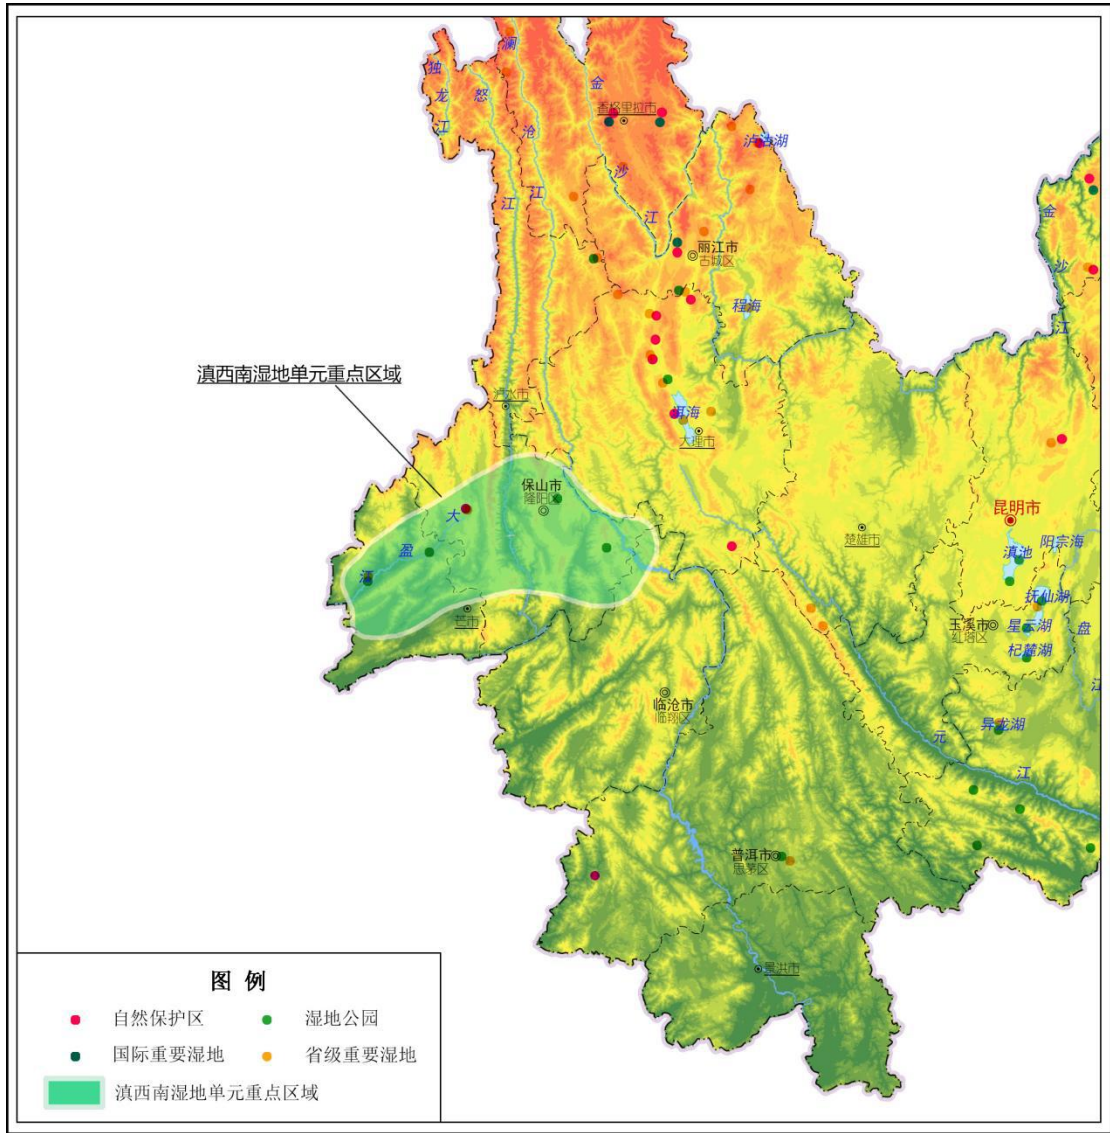 独
龙
江
怒
江
澜
沧
江
金
沙
江
香格里拉市
泸沽湖
丽江市
古城区
程海
金
沙
江
滇西南湿地单元重点区域
泸水市
洱海
大理市
保山市
隆阳区
大
盈
江
芒市
楚雄市
昆明市
滇池
阳宗海
抚仙湖
玉溪市
红塔区
星云湖
杞麓湖
盘
江
临沧市
临翔区
异龙湖
元
江
普洱市
思茅区
景洪市
图 例
自然保护区
湿地公园
国际重要湿地
省级重要湿地
滇西南湿地单元重点区域